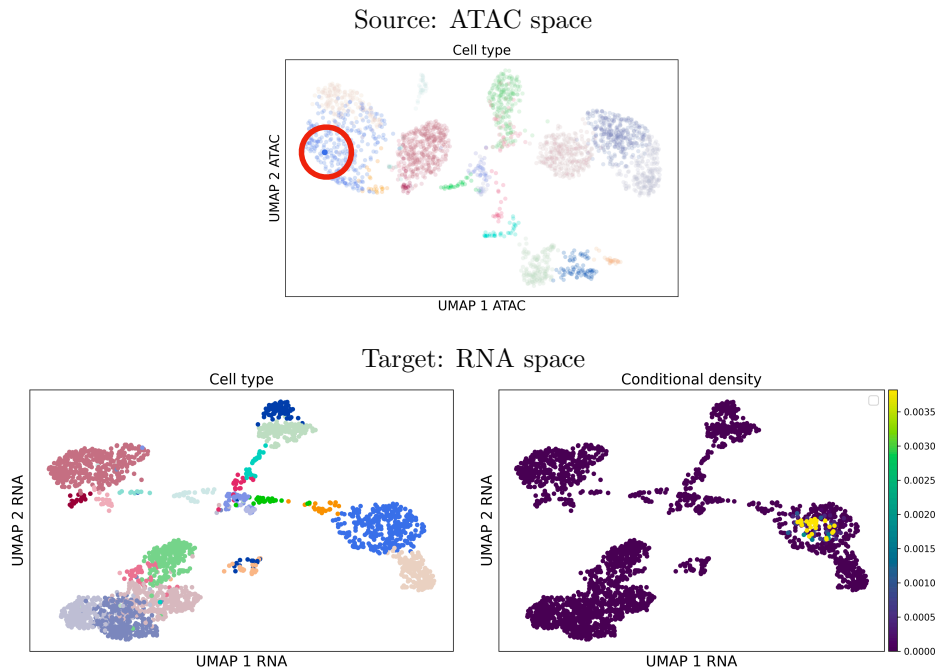 Source: ATAC space
Cell type
UMAP 2 ATAC
UMAP 1 ATAC
Target: RNA space
Cell type
UMAP 2 RNA
UMAP 1 RNA
Conditional density
UMAP 2 RNA
UMAP 1 RNA
0.0035
0.0030
0.0025
0.0020
0.0015
0.0010
0.0005
0.0000